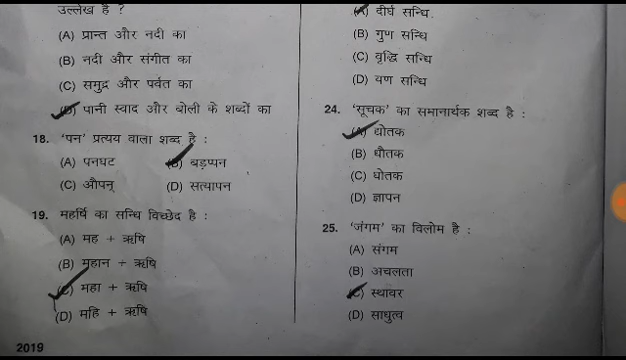 उल्लेख है ?
(A) प्रान्त और नदी का
(B) नदी और संगीत का
(C) समुद्र और पर्वत का
(D) पानी स्वाद और बोली के शब्दों का
18. 'पन' प्रत्यय वाला शब्द है :
(A) पनघट (B) बड़प्पन
(C) औपन् (D) सत्यापन
19. महर्षि का सन्धि विच्छेद है :
(A) मह + ऋषि
(B) महान + ऋषि
(C) महा + ऋषि
(D) महि + ऋषि
2019
(A) दीर्घ सन्धि
(B) गुण सन्धि
(C) वृद्धि सन्धि
(D) यण सन्धि
24. 'सूचक' का समानार्थक शब्द है :
(A) द्योतक
(B) धौतक
(C) धोतक
(D) ज्ञापन
25. 'जंगम' का विलोम है :
(A) संगम
(B) अचलता
(C) स्थावर
(D) साधुत्व